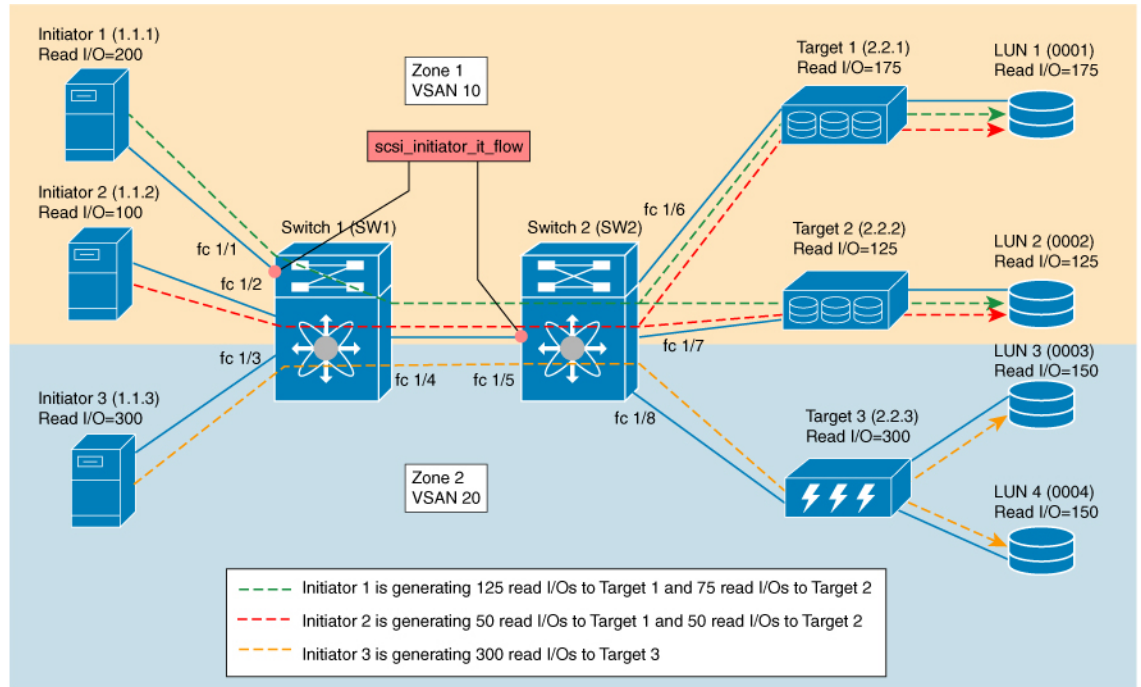 Initiator 1 (1.1.1)
Read I/O=200
Zone 1
VSAN 10
Target 1 (2.2.1)
Read I/O=175
LUN 1 (0001)
Read I/O=175
scsi_initiator_it_flow
Initiator 2 (1.1.2)
Read I/O=100
fc 1/1
Switch 1 (SW1)
Switch 2 (SW2)
fc 1/6
Target 2 (2.2.2)
Read I/O=125
LUN 2 (0002)
Read I/O=125
fc 1/2
fc 1/3
fc 1/4
fc 1/5
fc 1/7
LUN 3 (0003)
Read I/O=150
Initiator 3 (1.1.3)
Read I/O=300
fc 1/8
Target 3 (2.2.3)
Read I/O=300
Zone 2
VSAN 20
LUN 4 (0004)
Read I/O=150
Initiator 1 is generating 125 read I/Os to Target 1 and 75 read I/Os to Target 2
Initiator 2 is generating 50 read I/Os to Target 1 and 50 read I/Os to Target 2
Initiator 3 is generating 300 read I/Os to Target 3